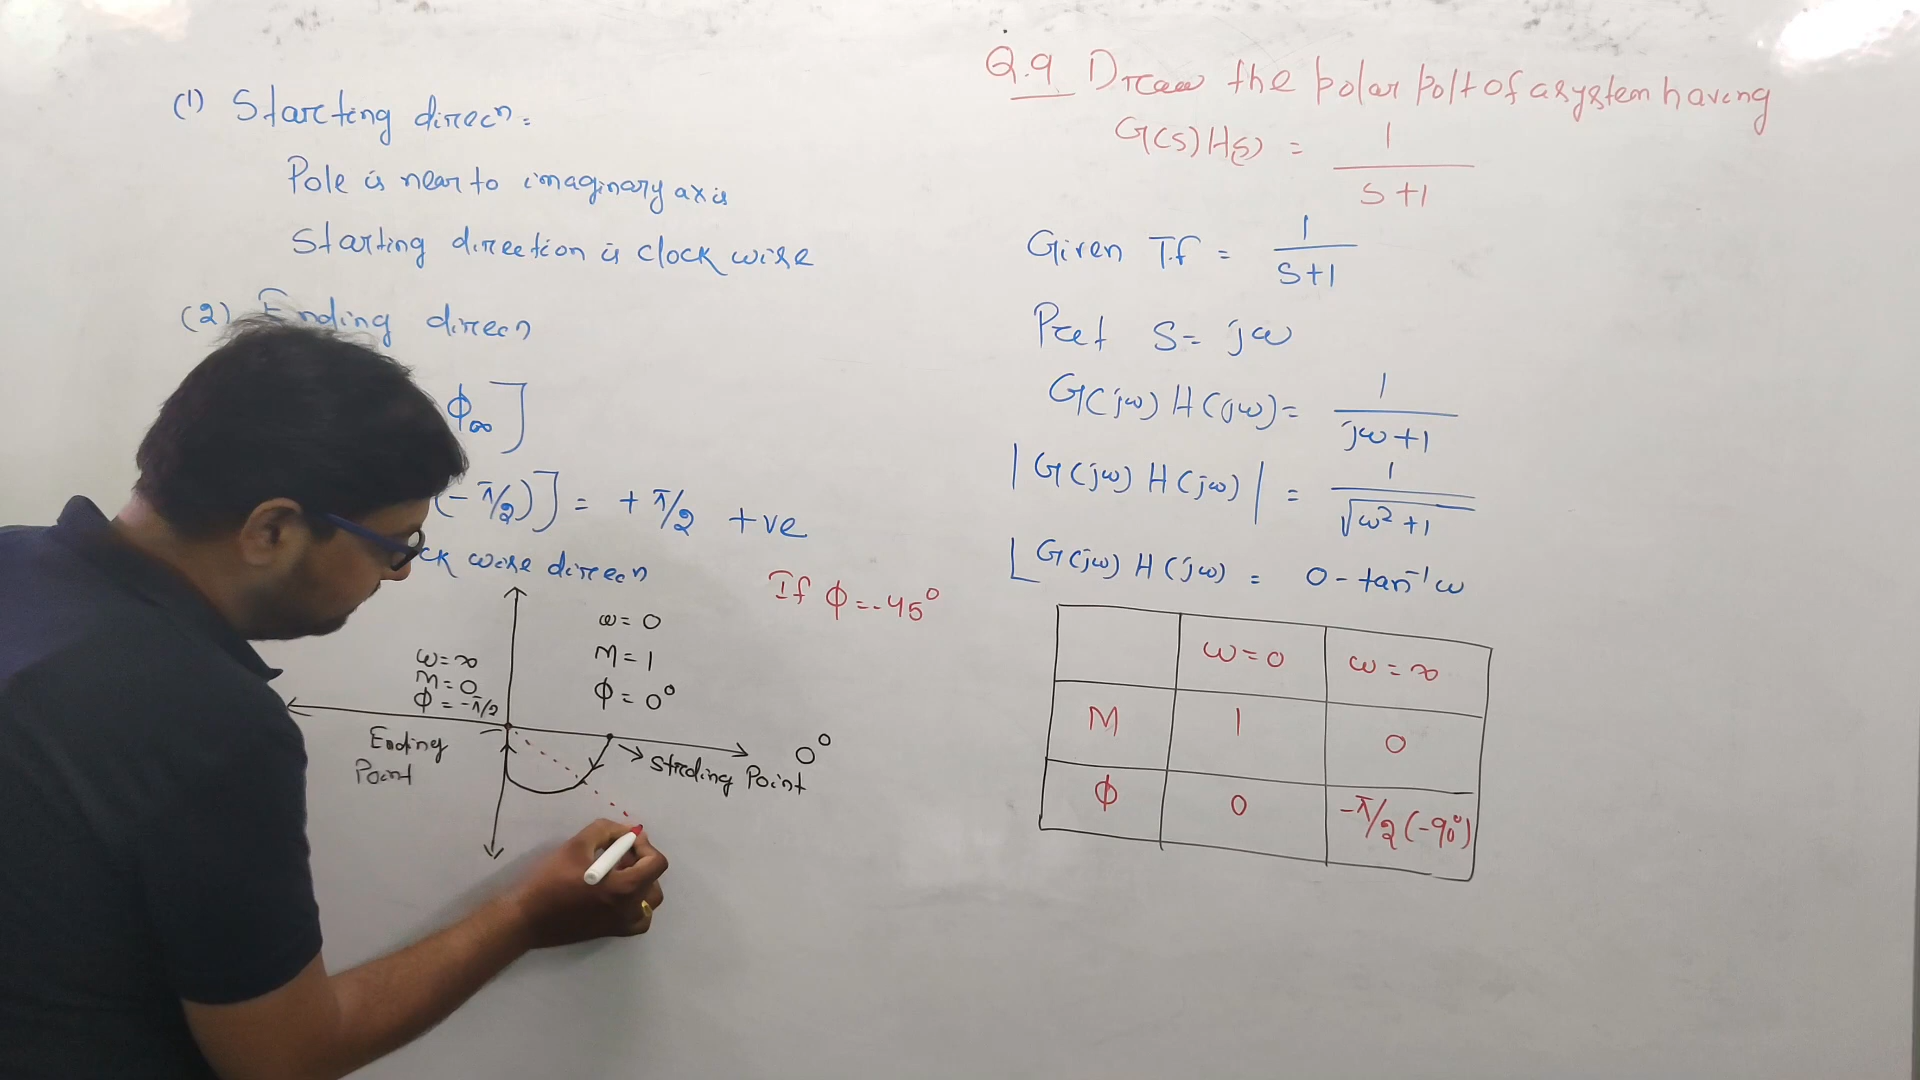 (1) Starting direcn.
Pole is near to imaginary axis
Starting direction is clock wise
(2) Ending direcn
ϕ∞]
(-π/2)] = +π/2 +ve
ck wise direcn
ω=0
M=1
ϕ=0°
ω=∞
M=0
ϕ=-π/2
Ending
Point
Starting Point
0°
If ϕ=-45°
Q.9 Draw the polar polt of a system having
G(s)H(s) = 1/(s+1)
Given T.f = 1/(s+1)
Put s=jω
G(jω)H(jω)= 1/(jω+1)
|G(jω)H(jω)| = 1/√(ω²+1)
∠G(jω)H(jω) = 0-tan⁻¹ω
ω=0 ω=∞
M 1 0
ϕ 0 -π/2(-90°)